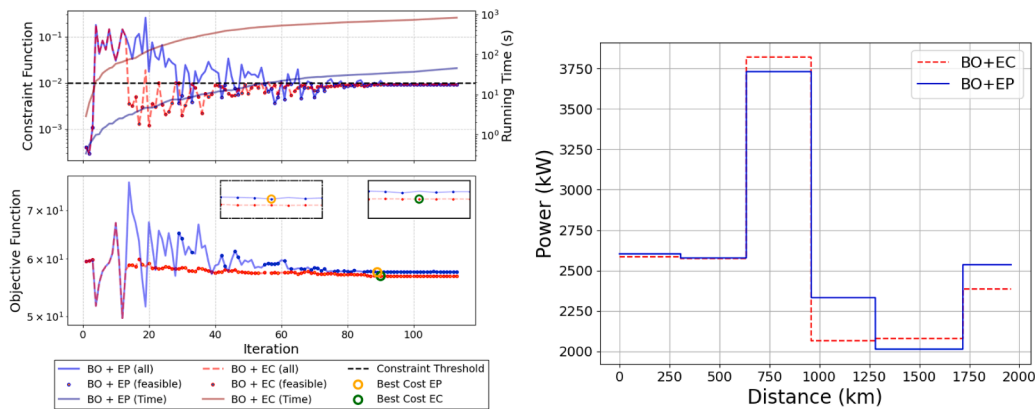 Constraint Function
10⁻¹
10⁻²
10⁻³
10³
10²
10¹
10⁰
Running Time (s)
Objective Function
7 × 10¹
6 × 10¹
5 × 10¹
0 20 40 60 80 100
Iteration
BO + EP (all)
BO + EP (feasible)
BO + EP (Time)
BO + EC (all)
BO + EC (feasible)
BO + EC (Time)
Constraint Threshold
Best Cost EP
Best Cost EC
Power (kW)
3750
3500
3250
3000
2750
2500
2250
2000
BO+EC
BO+EP
0 250 500 750 1000 1250 1500 1750 2000
Distance (km)